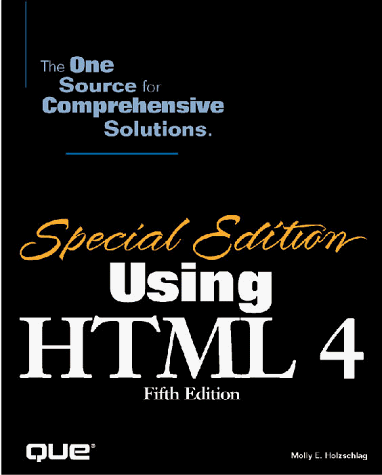 The One
Source for
Comprehensive
Solutions.
Special Edition
Using
HTML 4
Fifth Edition
QUE®
Molly E. Holzschlag